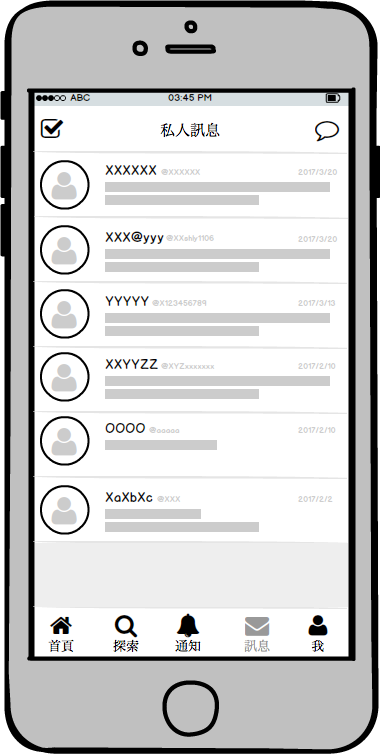 ABC 03:45 PM
私人訊息
XXXXXX @XXXXXX 2017/3/20
XXX@yyy @XXahly1106 2017/3/20
YYYYY @X123456789 2017/3/13
XXYYZZ @XYZxxxxxxx 2017/2/10
OOOO @aaaaa 2017/2/10
XaXbXc @XXX 2017/2/2
首頁 探索 通知 訊息 我